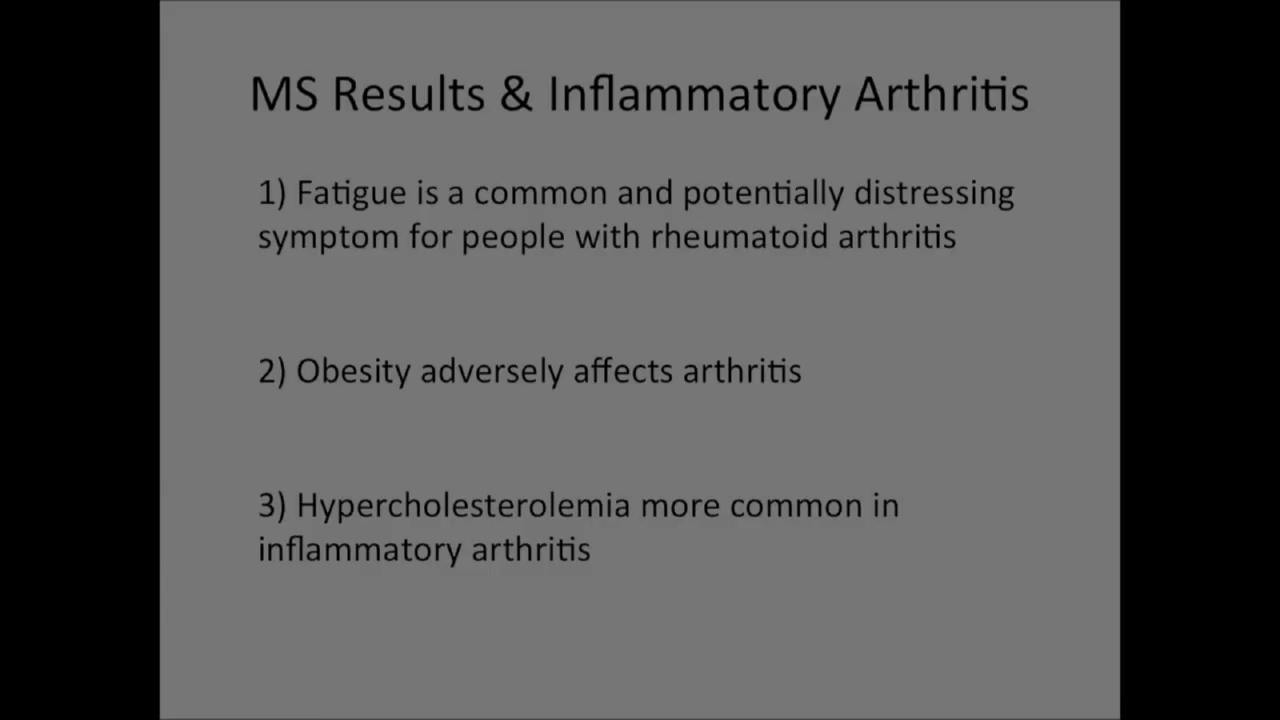 MS Results & Inflammatory Arthritis
1) Fatigue is a common and potentially distressing
symptom for people with rheumatoid arthritis
2) Obesity adversely affects arthritis
3) Hypercholesterolemia more common in
inflammatory arthritis